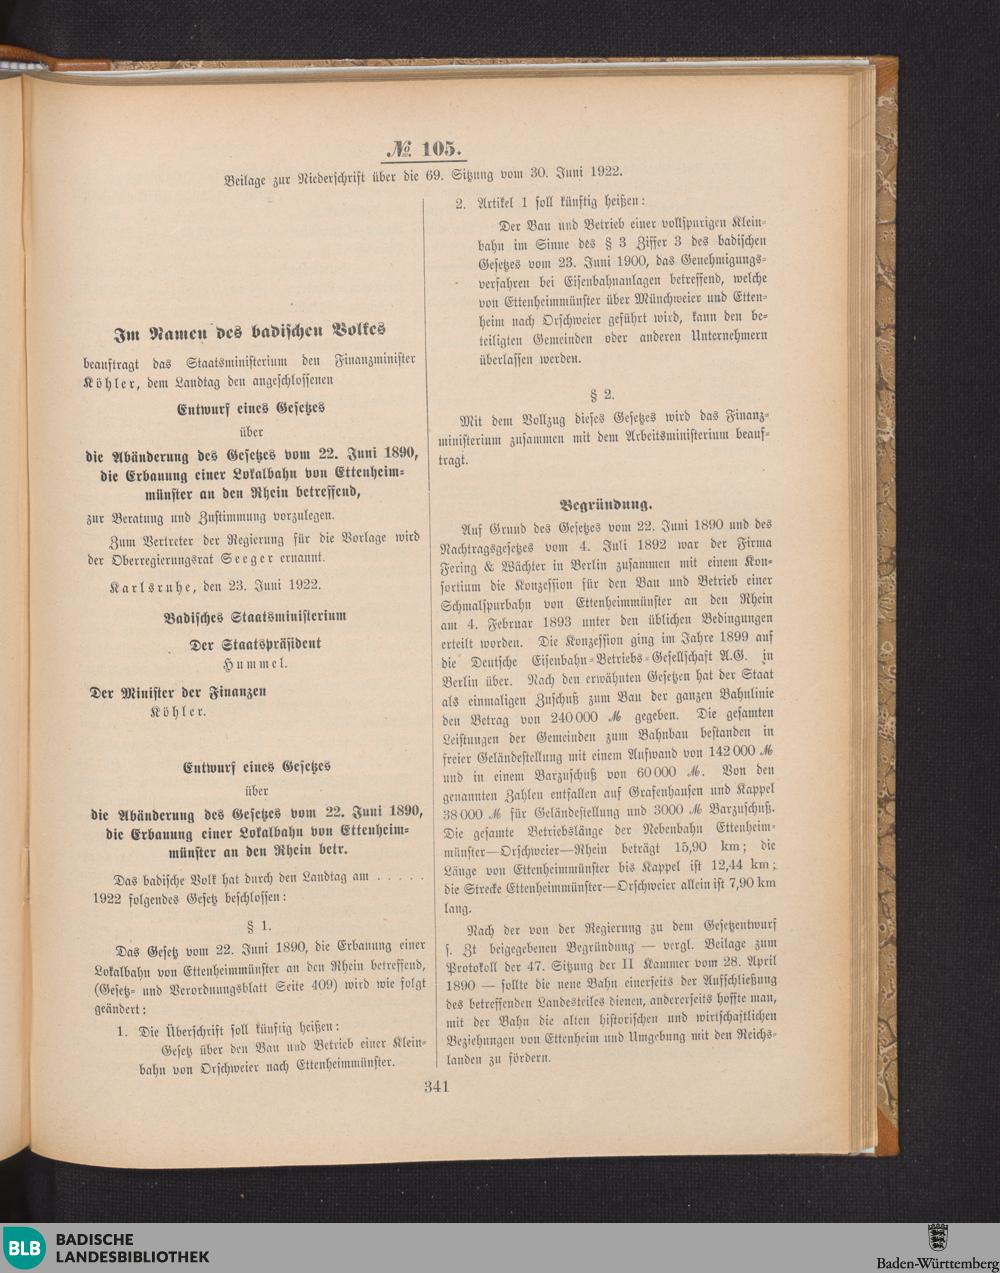 № 105.
Beilage zur Niederschrift über die 69. Sitzung vom 30. Juni 1922.
Im Namen des badischen Volkes
beauftragt das Staatsministerium den Finanzminister
Köhler, dem Landtag den angeschlossenen
Entwurf eines Gesetzes
über
die Abänderung des Gesetzes vom 22. Juni 1890,
die Erbauung einer Lokalbahn von Ettenheim-
münster an den Rhein betreffend,
zur Beratung und Zustimmung vorzulegen.
Zum Vertreter der Regierung für die Vorlage wird
der Oberregierungsrat Seeger ernannt.
Karlsruhe, den 23. Juni 1922.
Badisches Staatsministerium
Der Staatspräsident
Hummel.
Der Minister der Finanzen
Köhler.
Entwurf eines Gesetzes
über
die Abänderung des Gesetzes vom 22. Juni 1890,
die Erbauung einer Lokalbahn von Ettenheim-
münster an den Rhein betr.
Das badische Volk hat durch den Landtag am . . . . .
1922 folgendes Gesetz beschlossen:
§ 1.
Das Gesetz vom 22. Juni 1890, die Erbauung einer
Lokalbahn von Ettenheimmünster an den Rhein betreffend,
(Gesetz- und Verordnungsblatt Seite 409) wird wie folgt
geändert:
1. Die Überschrift soll künftig heißen:
Gesetz über den Bau und Betrieb einer Klein-
bahn von Orschweier nach Ettenheimmünster.
2. Artikel 1 soll künftig heißen:
Der Bau und Betrieb einer vollspurigen Klein-
bahn im Sinne des § 3 Ziffer 3 des badischen
Gesetzes vom 23. Juni 1900, das Genehmigungs-
verfahren bei Eisenbahnanlagen betreffend, welche
von Ettenheimmünster über Münchweier und Etten-
heim nach Orschweier geführt wird, kann den be-
teiligten Gemeinden oder anderen Unternehmern
überlassen werden.
§ 2.
Mit dem Vollzug dieses Gesetzes wird das Finanz-
ministerium zusammen mit dem Arbeitsministerium beauf-
tragt.
Begründung.
Auf Grund des Gesetzes vom 22. Juni 1890 und des
Nachtragsgesetzes vom 4. Juli 1892 war der Firma
Fering & Wächter in Berlin zusammen mit einem Kon-
sortium die Konzession für den Bau und Betrieb einer
Schmalspurbahn von Ettenheimmünster an den Rhein
am 4. Februar 1893 unter den üblichen Bedingungen
erteilt worden. Die Konzession ging im Jahre 1899 auf
die Deutsche Eisenbahn-Betriebs-Gesellschaft A.G. in
Berlin über. Nach den erwähnten Gesetzen hat der Staat
als einmaligen Zuschuß zum Bau der ganzen Bahnlinie
den Betrag von 240 000 ℳ gegeben. Die gesamten
Leistungen der Gemeinden zum Bahnbau bestanden in
freier Geländestellung mit einem Aufwand von 142 000 ℳ
und in einem Barzuschuß von 60 000 ℳ. Von den
genannten Zahlen entfallen auf Grafenhausen und Kappel
38 000 ℳ für Geländestellung und 3000 ℳ Barzuschuß.
Die gesamte Betriebslänge der Nebenbahn Ettenheim-
münster—Orschweier—Rhein beträgt 15,90 km; die
Länge von Ettenheimmünster bis Kappel ist 12,44 km;
die Strecke Ettenheimmünster—Orschweier allein ist 7,90 km
lang.
Nach der von der Regierung zu dem Gesetzentwurf
s. Zt beigegebenen Begründung — vergl. Beilage zum
Protokoll der 47. Sitzung der II Kammer vom 28. April
1890 — sollte die neue Bahn einerseits der Aufschließung
des betreffenden Landesteiles dienen, andererseits hoffte man,
mit der Bahn die alten historischen und wirtschaftlichen
Beziehungen von Ettenheim und Umgebung mit den Reichs-
landen zu fördern.
341
BLB BADISCHE
LANDESBIBLIOTHEK
Baden-Württemberg